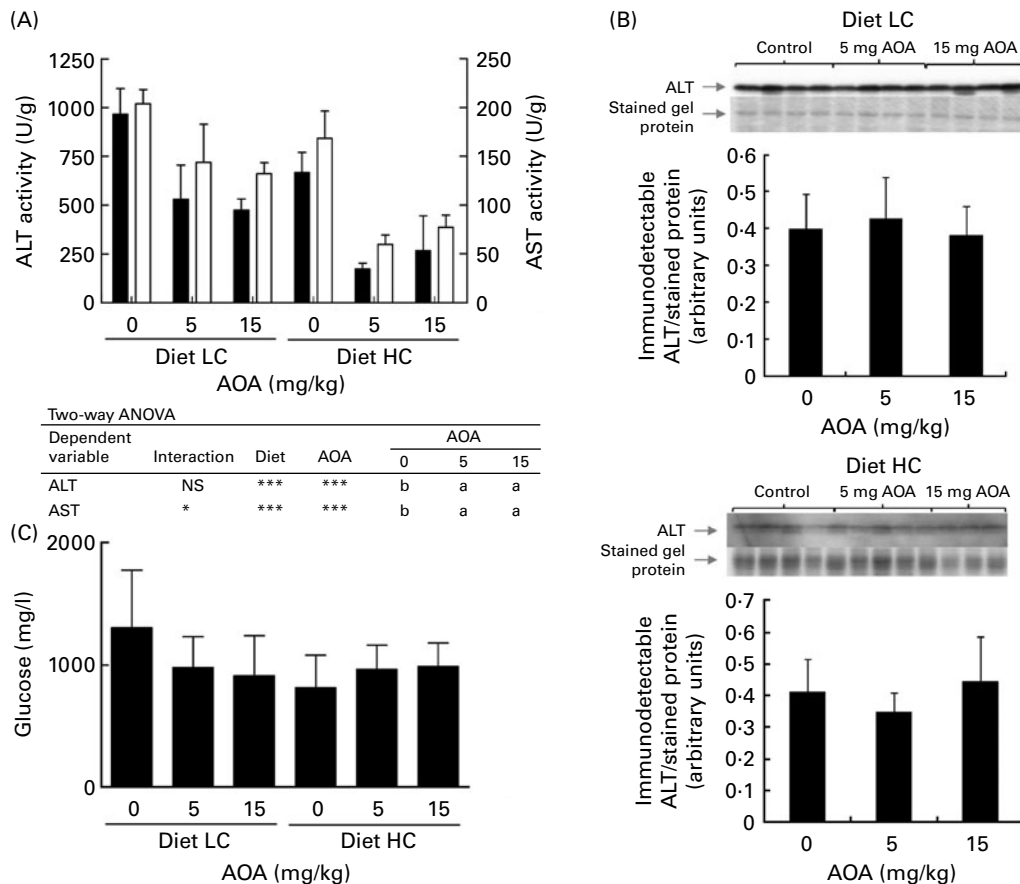 (A)
1250
1000
750
500
250
0
ALT activity (U/g)
250
200
150
100
50
0
AST activity (U/g)
0 5 15 0 5 15
Diet LC Diet HC
AOA (mg/kg)
Two-way ANOVA
Dependent variable Interaction Diet AOA AOA
0 5 15
ALT NS *** *** b a a
AST * *** *** b a a
(C)
2000
1000
0
Glucose (mg/l)
0 5 15 0 5 15
Diet LC Diet HC
AOA (mg/kg)
(B)
Diet LC
Control 5 mg AOA 15 mg AOA
ALT
Stained gel
protein
0·6
0·5
0·4
0·3
0·2
0·1
0
Immunodetectable
ALT/stained protein
(arbitrary units)
0 5 15
AOA (mg/kg)
Diet HC
Control 5 mg AOA 15 mg AOA
ALT
Stained gel
protein
0·7
0·6
0·5
0·4
0·3
0·2
0·1
0
Immunodetectable
ALT/stained protein
(arbitrary units)
0 5 15
AOA (mg/kg)